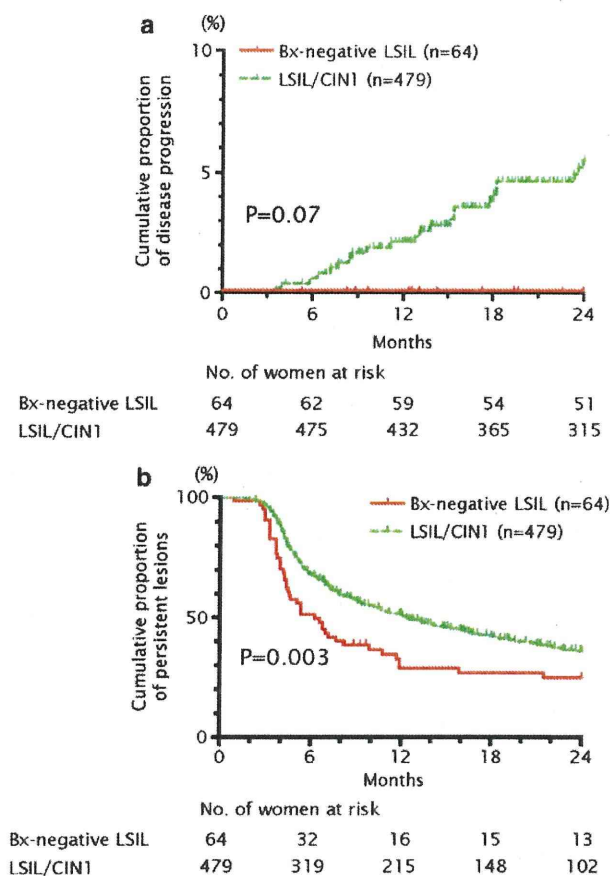 a
(%)
10
Bx-negative LSIL (n=64)
LSIL/CIN1 (n=479)
Cumulative proportion
of disease progression
5
P=0.07
0
0 6 12 18 24
Months
No. of women at risk
Bx-negative LSIL 64 62 59 54 51
LSIL/CIN1 479 475 432 365 315
b
(%)
100
Bx-negative LSIL (n=64)
LSIL/CIN1 (n=479)
Cumulative proportion
of persistent lesions
50
P=0.003
0
0 6 12 18 24
Months
No. of women at risk
Bx-negative LSIL 64 32 16 15 13
LSIL/CIN1 479 319 215 148 102